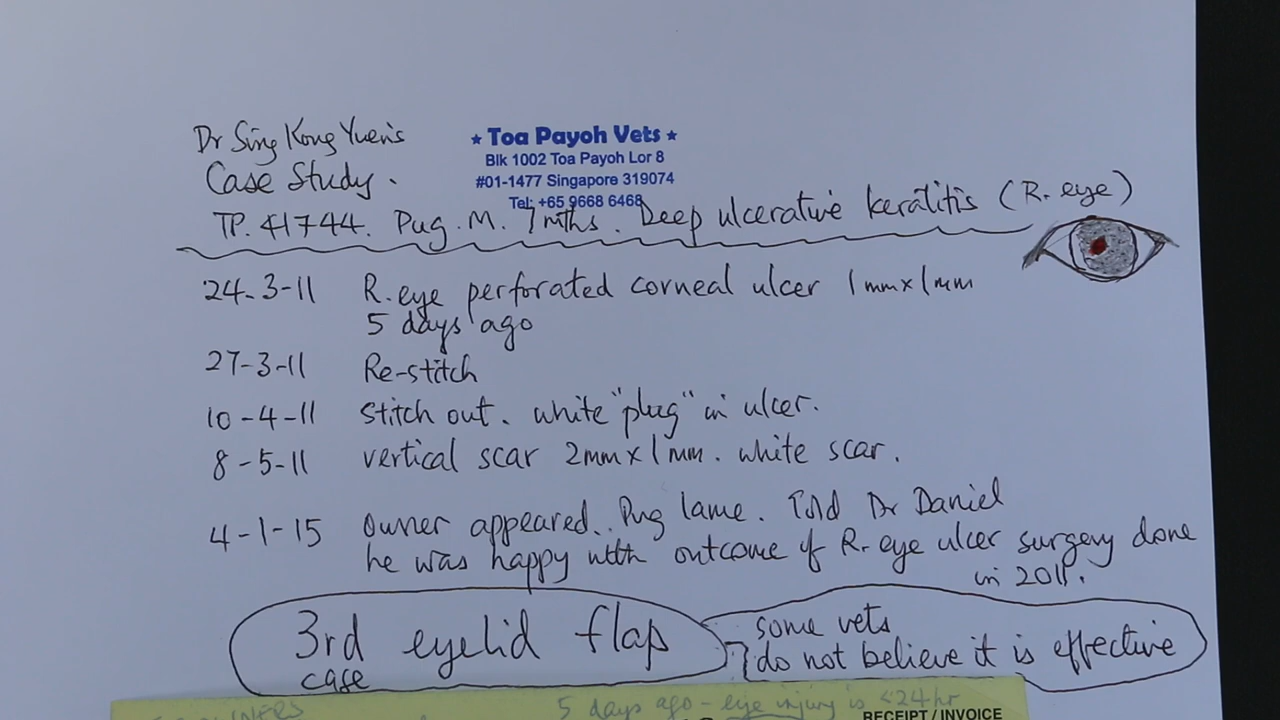 Dr Sing Kong Yuen's
Case Study.
★ Toa Payoh Vets ★
Blk 1002 Toa Payoh Lor 8
#01-1477 Singapore 319074
Tel: +65 9668 6468
TP. 41744. Pug. M. 7 mths. Deep ulcerative keratitis (R. eye)
24-3-11 R. eye perforated corneal ulcer 1mm x 1mm
5 days ago
27-3-11 Re-stitch
10-4-11 stitch out. white "plug" in ulcer.
8-5-11 vertical scar 2mm x 1mm. white scar.
4-1-15 owner appeared.. Pug lame. Told Dr Daniel
he was happy with outcome of R. eye ulcer surgery done
in 2011.
3rd eyelid flap
case
some vets
do not believe it is effective
5 days ago - eye injury is <24hr
RECEIPT / INVOICE